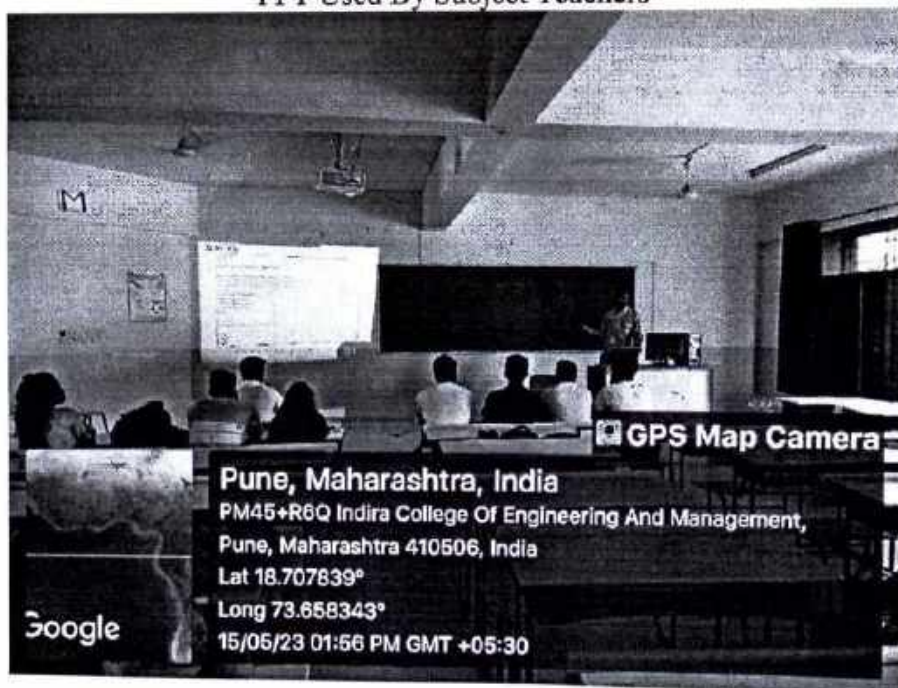 PPT Used By Subject Teachers
M
GPS Map Camera
Pune, Maharashtra, India
PM45+R6Q Indira College Of Engineering And Management,
Pune, Maharashtra 410506, India
Lat 18.707839°
Long 73.658343°
15/05/23 01:56 PM GMT +05:30
Google